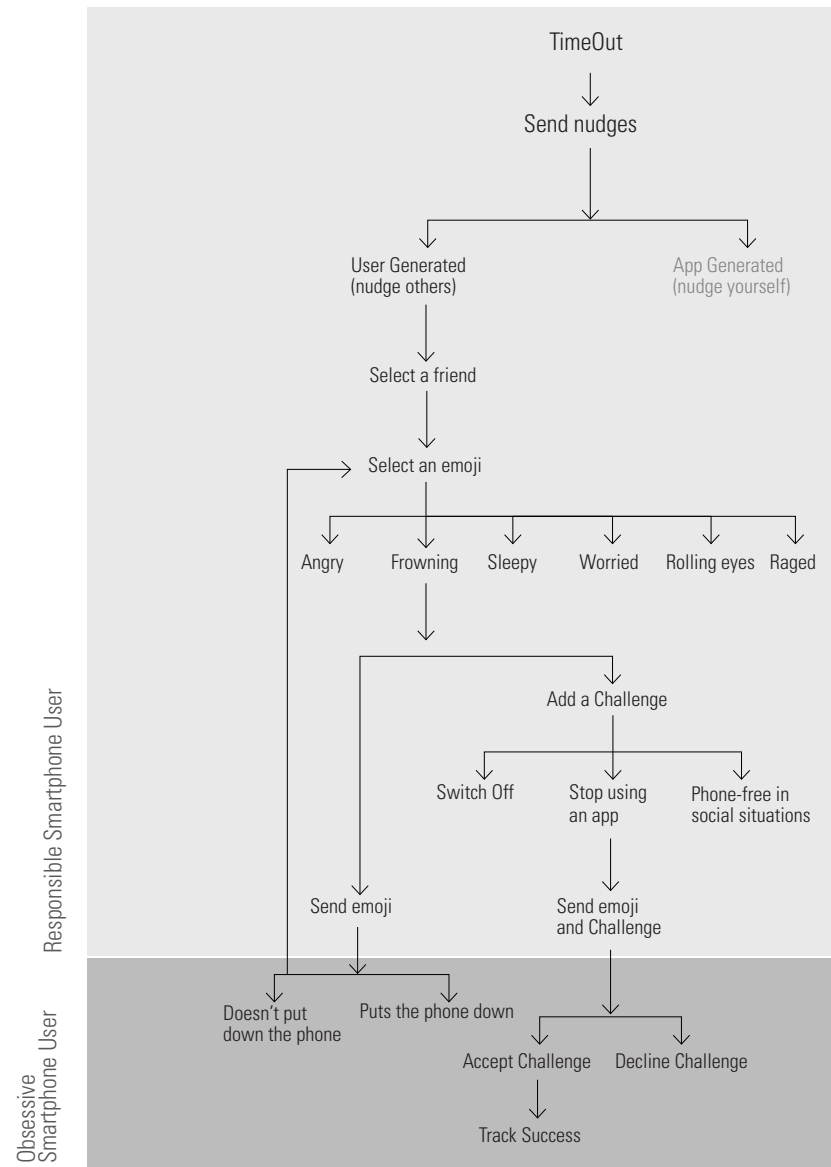 TimeOut
Send nudges
User Generated
(nudge others)
App Generated
(nudge yourself)
Select a friend
Select an emoji
Angry
Frowning
Sleepy
Worried
Rolling eyes
Raged
Add a Challenge
Switch Off
Stop using
an app
Phone-free in
social situations
Send emoji
Send emoji
and Challenge
Responsible Smartphone User
Doesn't put
down the phone
Puts the phone down
Accept Challenge
Decline Challenge
Track Success
Obsessive
Smartphone User